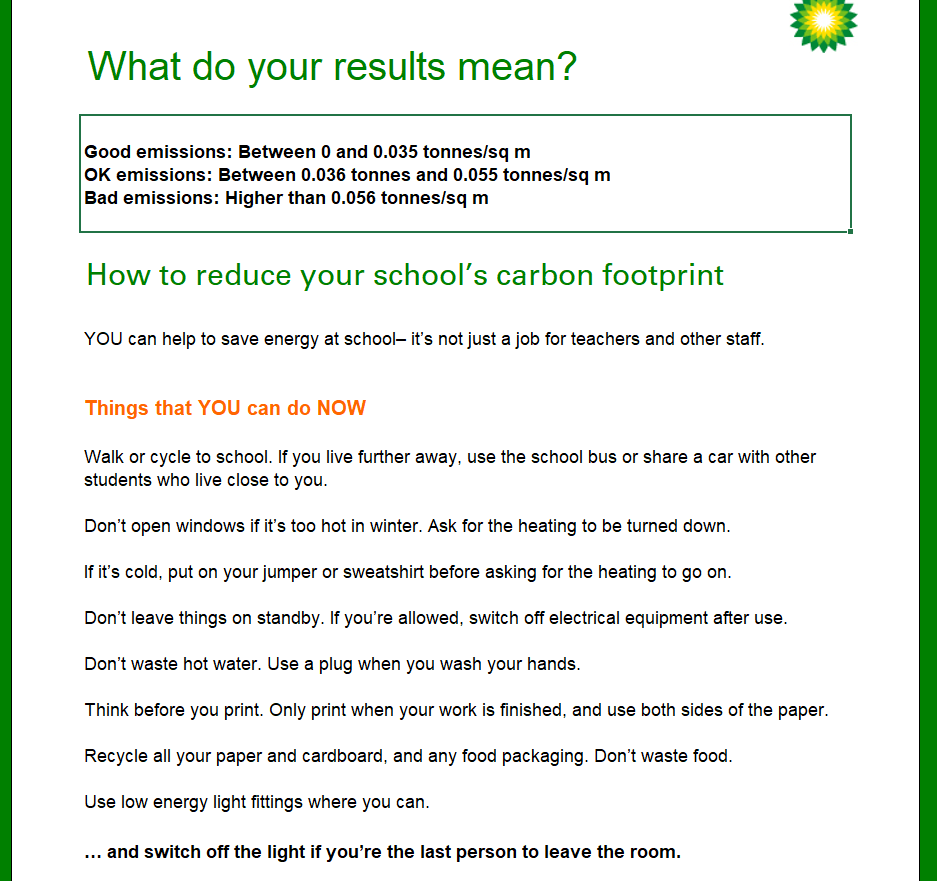 What do your results mean?
Good emissions: Between 0 and 0.035 tonnes/sq m
OK emissions: Between 0.036 tonnes and 0.055 tonnes/sq m
Bad emissions: Higher than 0.056 tonnes/sq m
How to reduce your school’s carbon footprint
YOU can help to save energy at school– it’s not just a job for teachers and other staff.
Things that YOU can do NOW
Walk or cycle to school. If you live further away, use the school bus or share a car with other
students who live close to you.
Don’t open windows if it’s too hot in winter. Ask for the heating to be turned down.
If it’s cold, put on your jumper or sweatshirt before asking for the heating to go on.
Don’t leave things on standby. If you’re allowed, switch off electrical equipment after use.
Don’t waste hot water. Use a plug when you wash your hands.
Think before you print. Only print when your work is finished, and use both sides of the paper.
Recycle all your paper and cardboard, and any food packaging. Don’t waste food.
Use low energy light fittings where you can.
… and switch off the light if you’re the last person to leave the room.